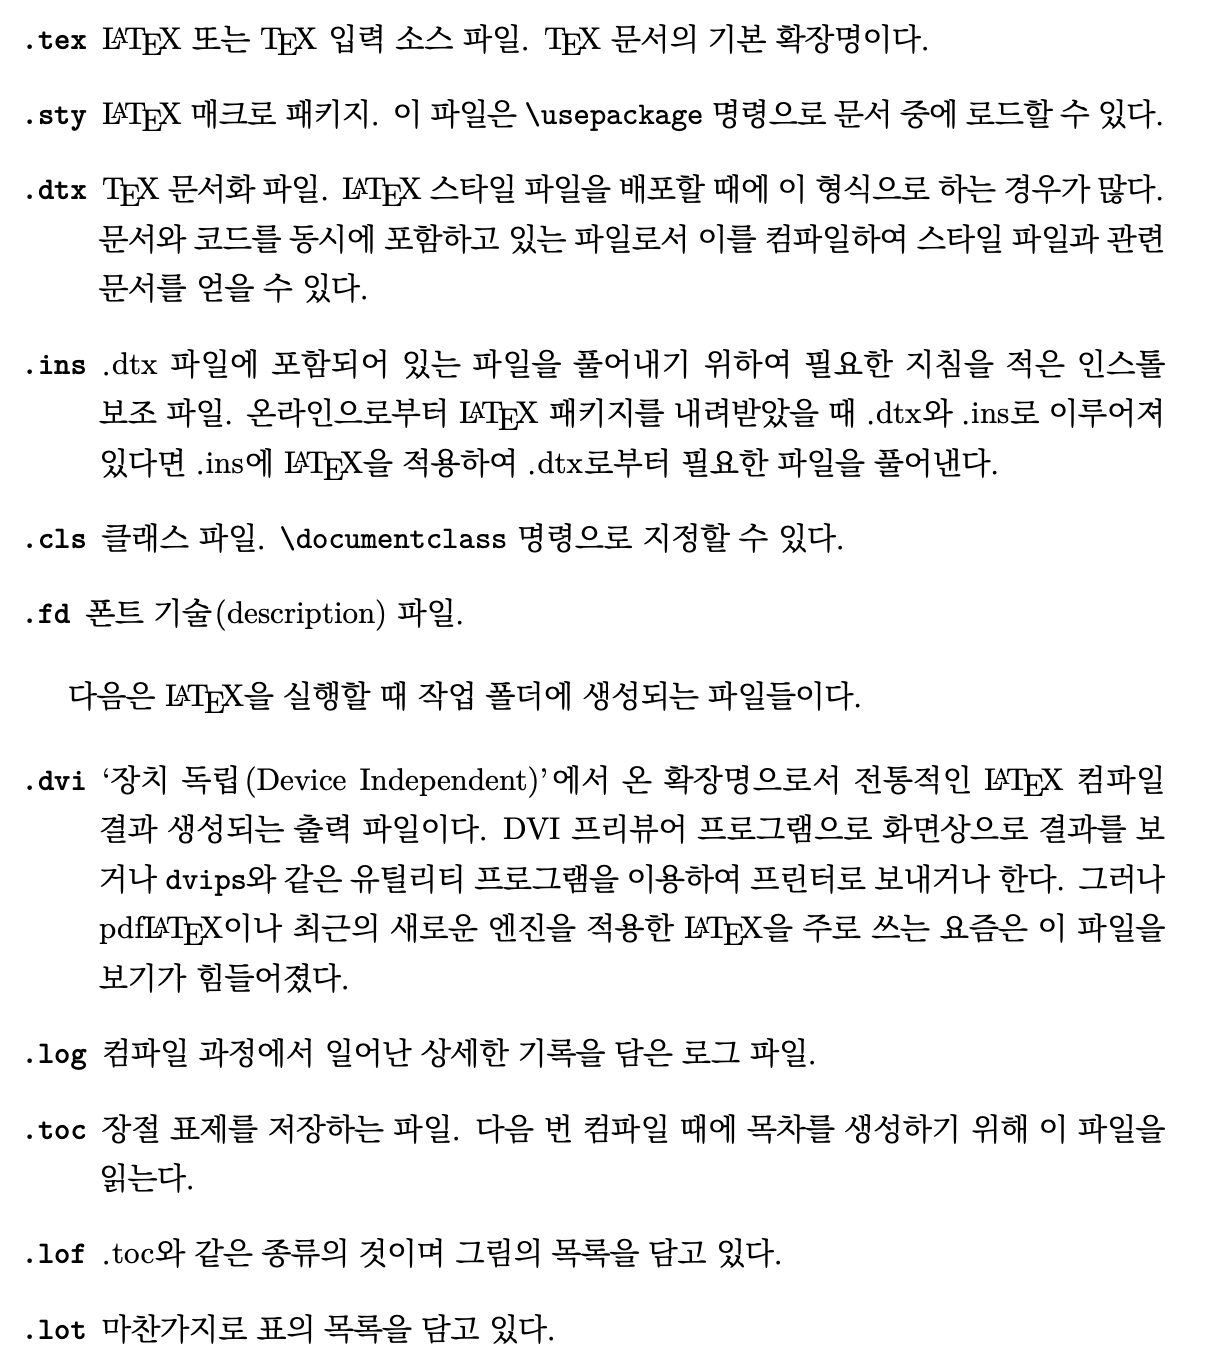 .tex LATEX 또는 TEX 입력 소스 파일. TEX 문서의 기본 확장명이다.
.sty LATEX 매크로 패키지. 이 파일은 \usepackage 명령으로 문서 중에 로드할 수 있다.
.dtx TEX 문서화 파일. LATEX 스타일 파일을 배포할 때에 이 형식으로 하는 경우가 많다.
문서와 코드를 동시에 포함하고 있는 파일로서 이를 컴파일하여 스타일 파일과 관련
문서를 얻을 수 있다.
.ins .dtx 파일에 포함되어 있는 파일을 풀어내기 위하여 필요한 지침을 적은 인스톨
보조 파일. 온라인으로부터 LATEX 패키지를 내려받았을 때 .dtx와 .ins로 이루어져
있다면 .ins에 LATEX을 적용하여 .dtx로부터 필요한 파일을 풀어낸다.
.cls 클래스 파일. \documentclass 명령으로 지정할 수 있다.
.fd 폰트 기술(description) 파일.
다음은 LATEX을 실행할 때 작업 폴더에 생성되는 파일들이다.
.dvi ‘장치 독립(Device Independent)’에서 온 확장명으로서 전통적인 LATEX 컴파일
결과 생성되는 출력 파일이다. DVI 프리뷰어 프로그램으로 화면상으로 결과를 보
거나 dvips와 같은 유틸리티 프로그램을 이용하여 프린터로 보내거나 한다. 그러나
pdfLATEX이나 최근의 새로운 엔진을 적용한 LATEX을 주로 쓰는 요즘은 이 파일을
보기가 힘들어졌다.
.log 컴파일 과정에서 일어난 상세한 기록을 담은 로그 파일.
.toc 장절 표제를 저장하는 파일. 다음 번 컴파일 때에 목차를 생성하기 위해 이 파일을
읽는다.
.lof .toc와 같은 종류의 것이며 그림의 목록을 담고 있다.
.lot 마찬가지로 표의 목록을 담고 있다.